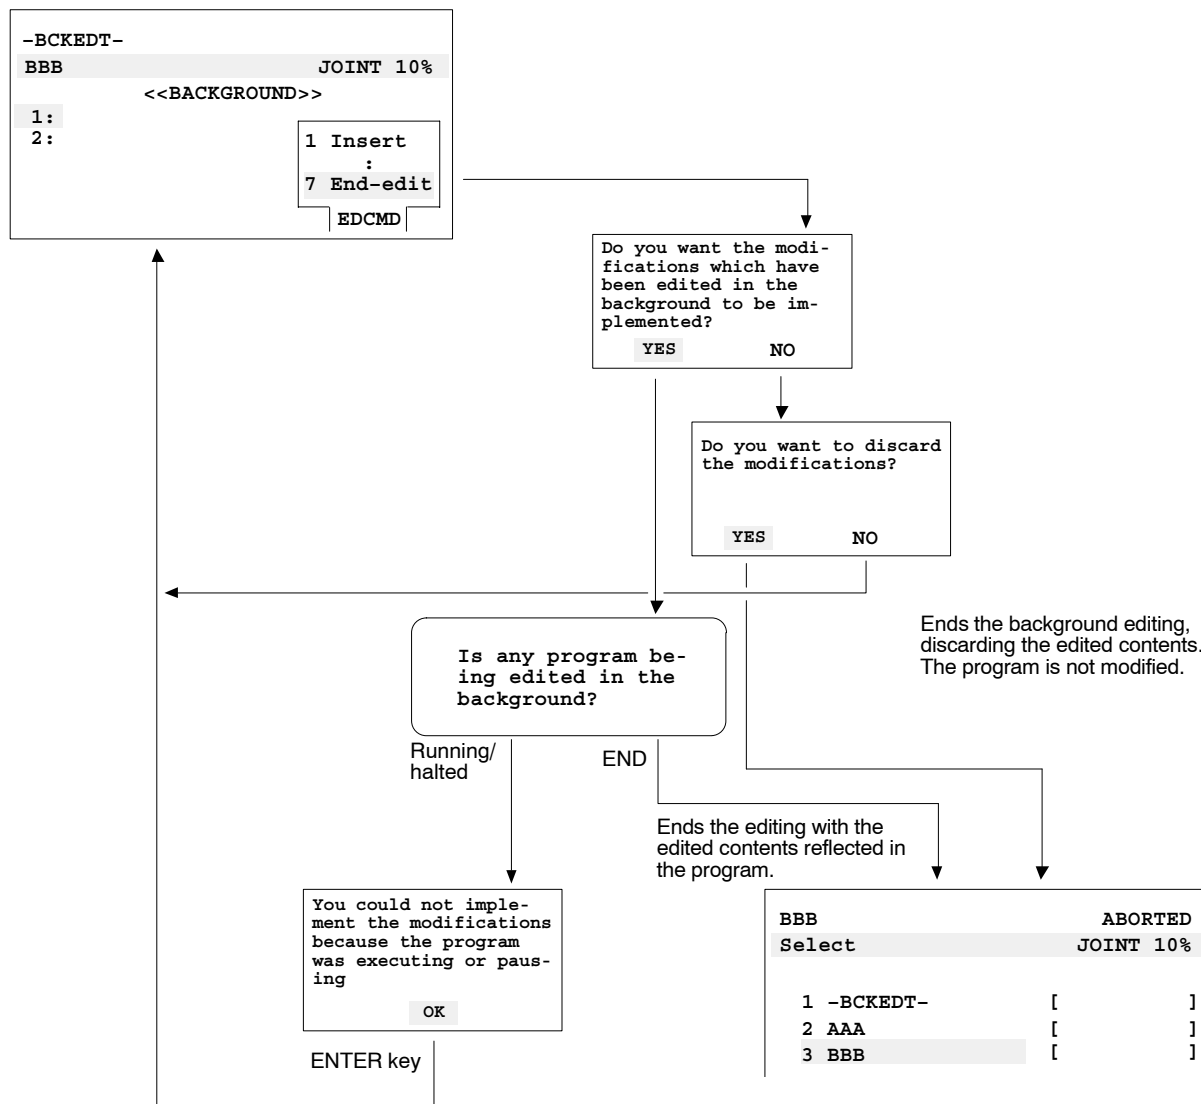 –BCKEDT–
BBB JOINT 10%
<<BACKGROUND>>
1:
2:
1 Insert
:
7 End–edit
EDCMD
Do you want the modi-
fications which have
been edited in the
background to be im-
plemented?
YES NO
Do you want to discard
the modifications?
YES NO
Ends the background editing,
discarding the edited contents.
The program is not modified.
Is any program be-
ing edited in the
background?
Running/
halted
END
Ends the editing with the
edited contents reflected in
the program.
You could not imple-
ment the modifications
because the program
was executing or paus-
ing
OK
ENTER key
BBB ABORTED
Select JOINT 10%
1 –BCKEDT– [ ]
2 AAA [ ]
3 BBB [ ]